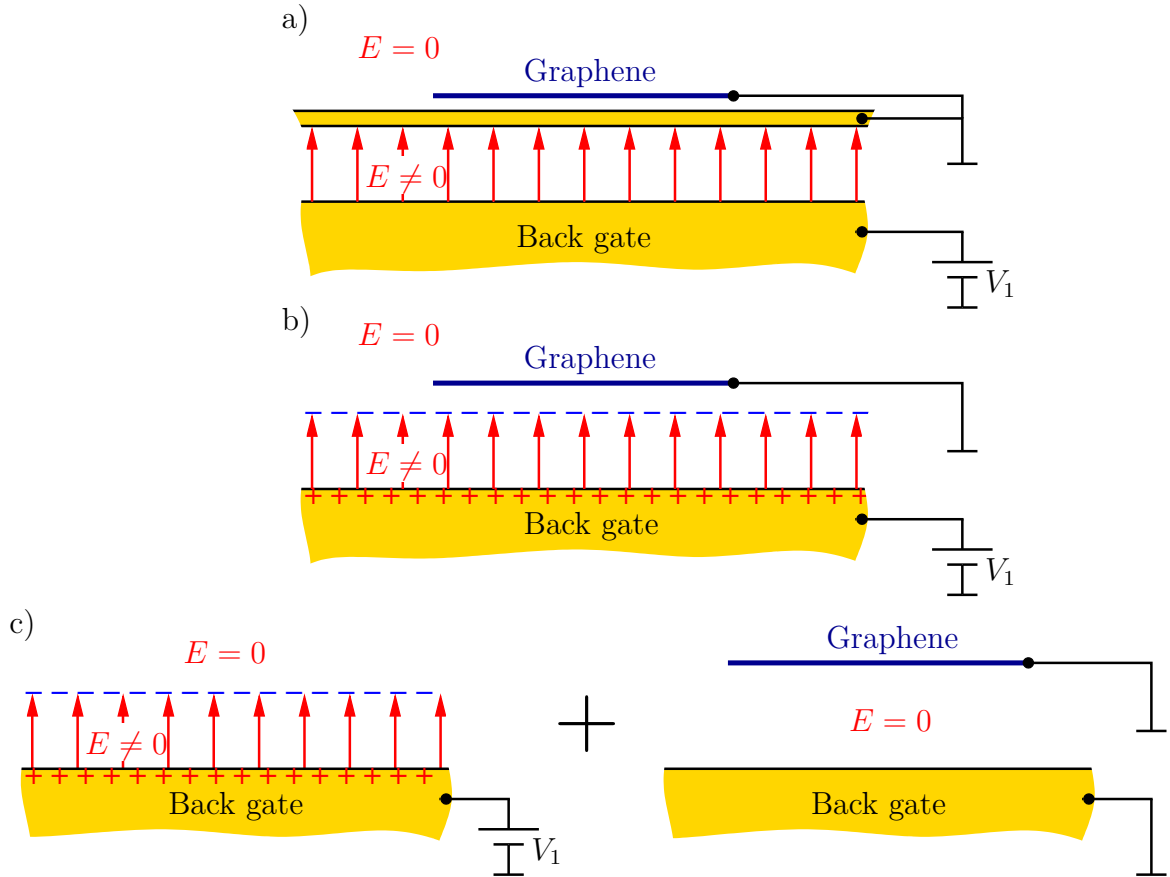 a)
E = 0
Graphene
E ≠ 0
Back gate
V₁
b)
E = 0
Graphene
E ≠ 0
+ + + + + + + + + + + + + + + + + + + + + +
Back gate
V₁
c)
Graphene
E = 0
+
E = 0
E ≠ 0
+ + + + + + + + + + + + + + + +
Back gate
V₁
Back gate